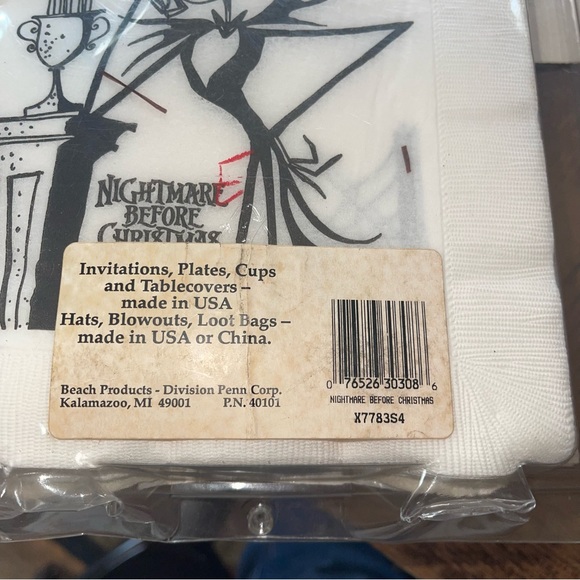 NIGHTMARE
BEFORE
CHRISTMAS
Invitations, Plates, Cups
and Tablecovers –
made in USA
Hats, Blowouts, Loot Bags –
made in USA or China.
Beach Products - Division Penn Corp.
Kalamazoo, MI 49001 P.N. 40101
0 76526 30308 6
NIGHTMARE BEFORE CHRISTMAS
X7783S4